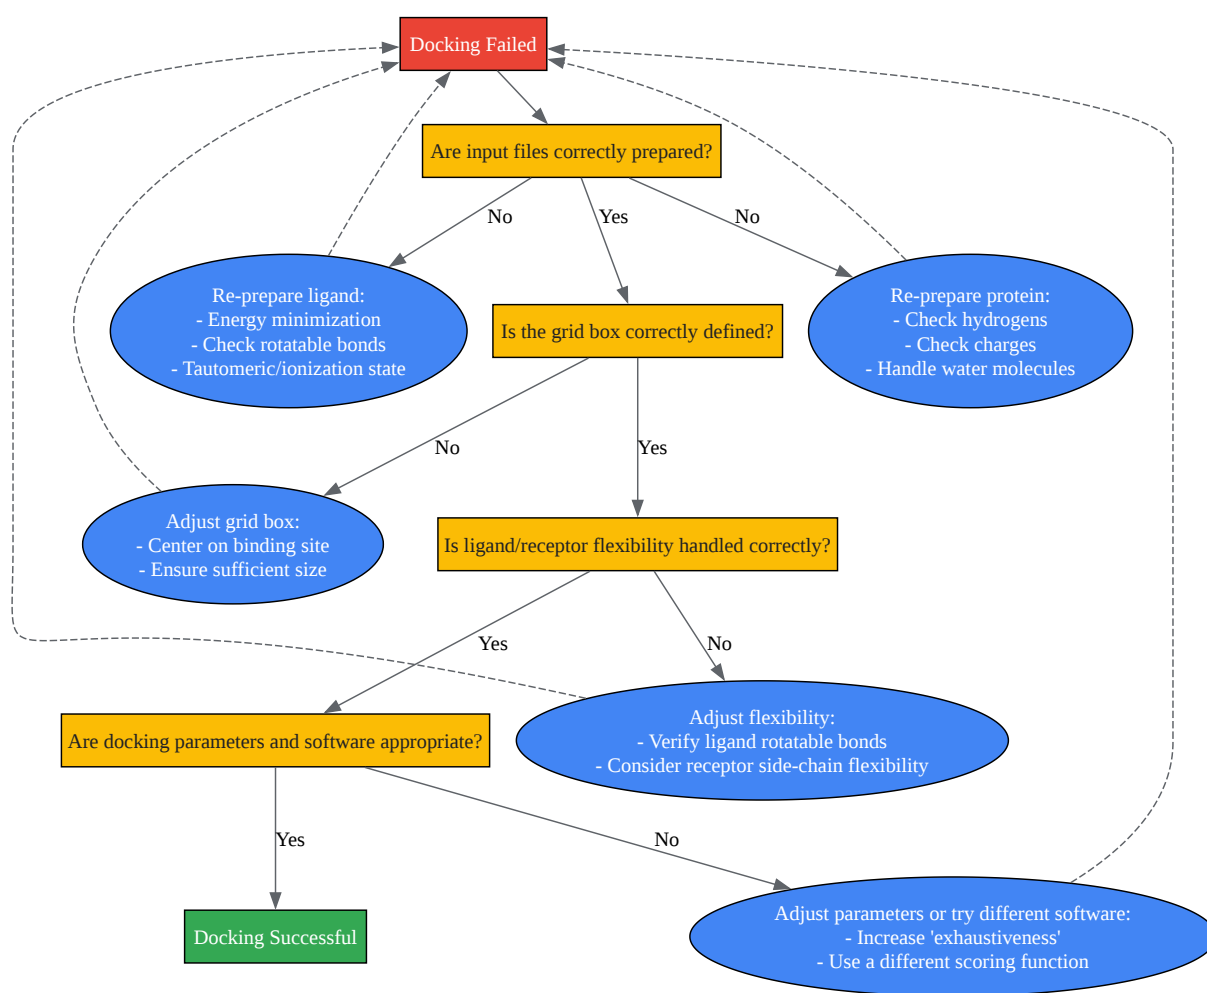 Docking Failed
Are input files correctly prepared?
No
Yes
No
Re-prepare ligand:
- Energy minimization
- Check rotatable bonds
- Tautomeric/ionization state
Is the grid box correctly defined?
Re-prepare protein:
- Check hydrogens
- Check charges
- Handle water molecules
No
Yes
Adjust grid box:
- Center on binding site
- Ensure sufficient size
Is ligand/receptor flexibility handled correctly?
Yes
No
Are docking parameters and software appropriate?
Adjust flexibility:
- Verify ligand rotatable bonds
- Consider receptor side-chain flexibility
Yes
No
Docking Successful
Adjust parameters or try different software:
- Increase 'exhaustiveness'
- Use a different scoring function